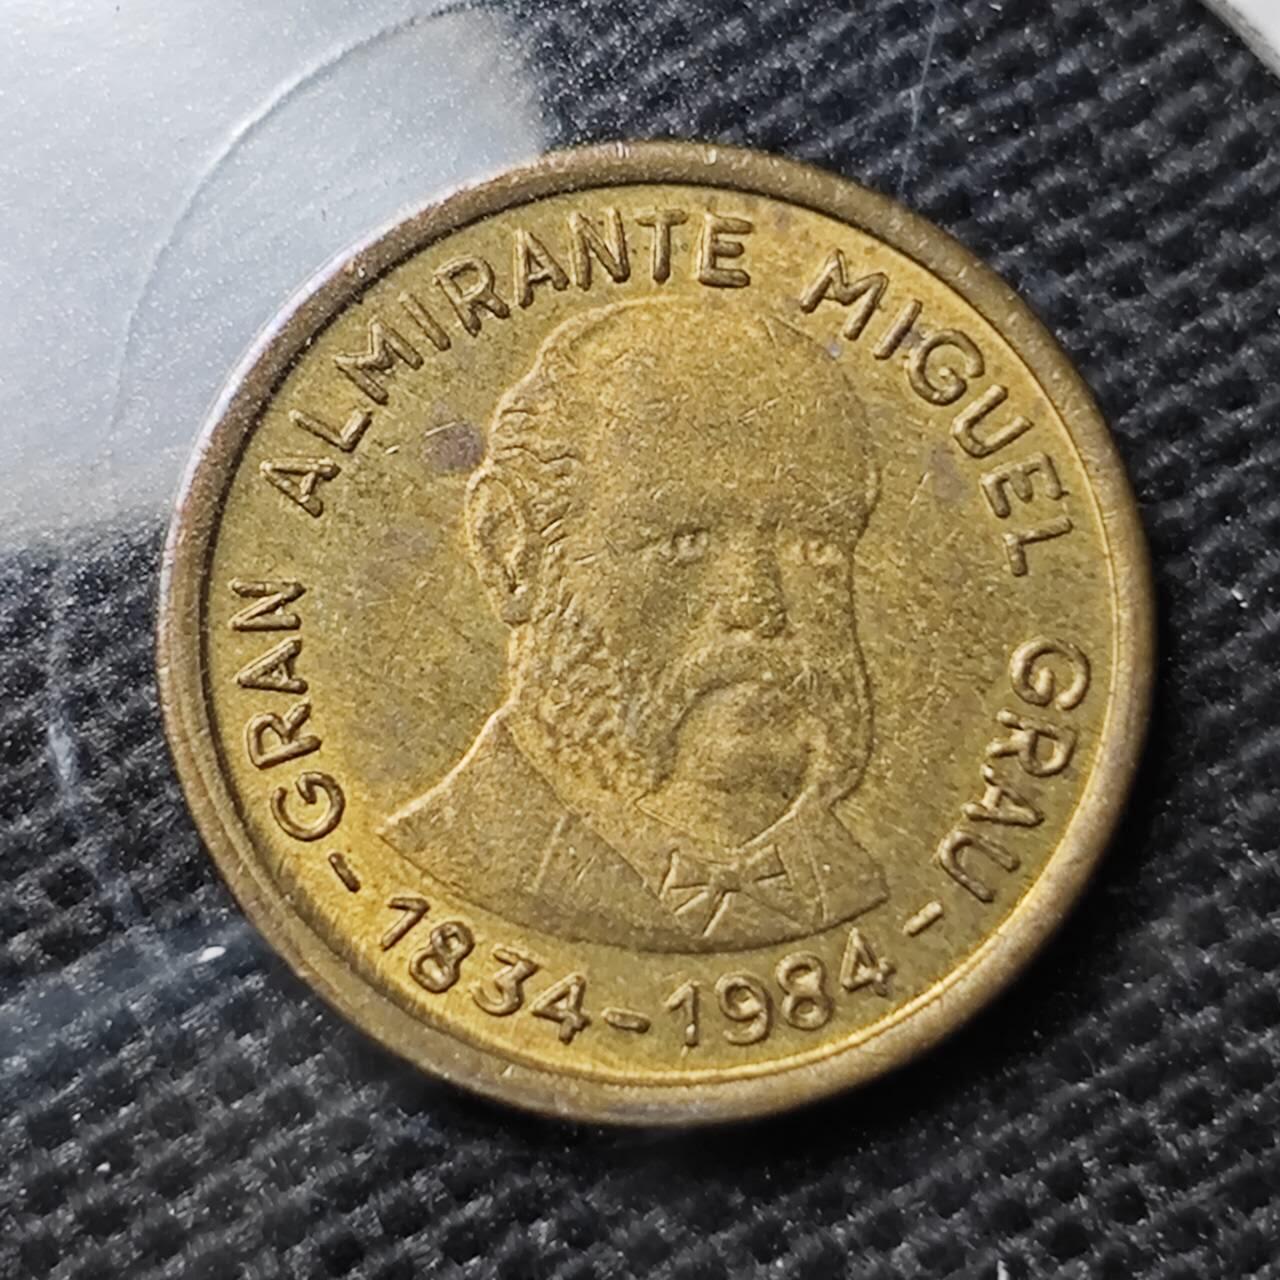 GRAN ALMIRANTE MIGUEL GRAU
- 1834-1984 -